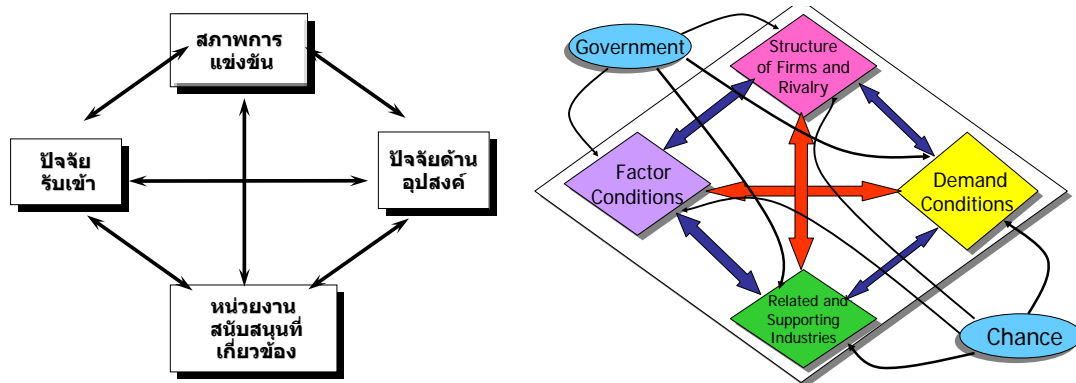 สภาพการ
แข่งขัน
ปัจจัย
รับเข้า
ปัจจัยด้าน
อุปสงค์
หน่วยงาน
สนับสนุนที่
เกี่ยวข้อง
Government
Structure
of Firms and
Rivalry
Factor
Conditions
Demand
Conditions
Related and
Supporting
Industries
Chance